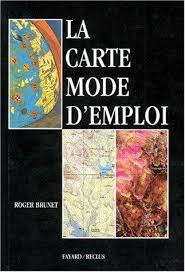 LA
CARTE
MODE
D'EMPLOI
ROGER BRUNET
FAYARD/RECLUS